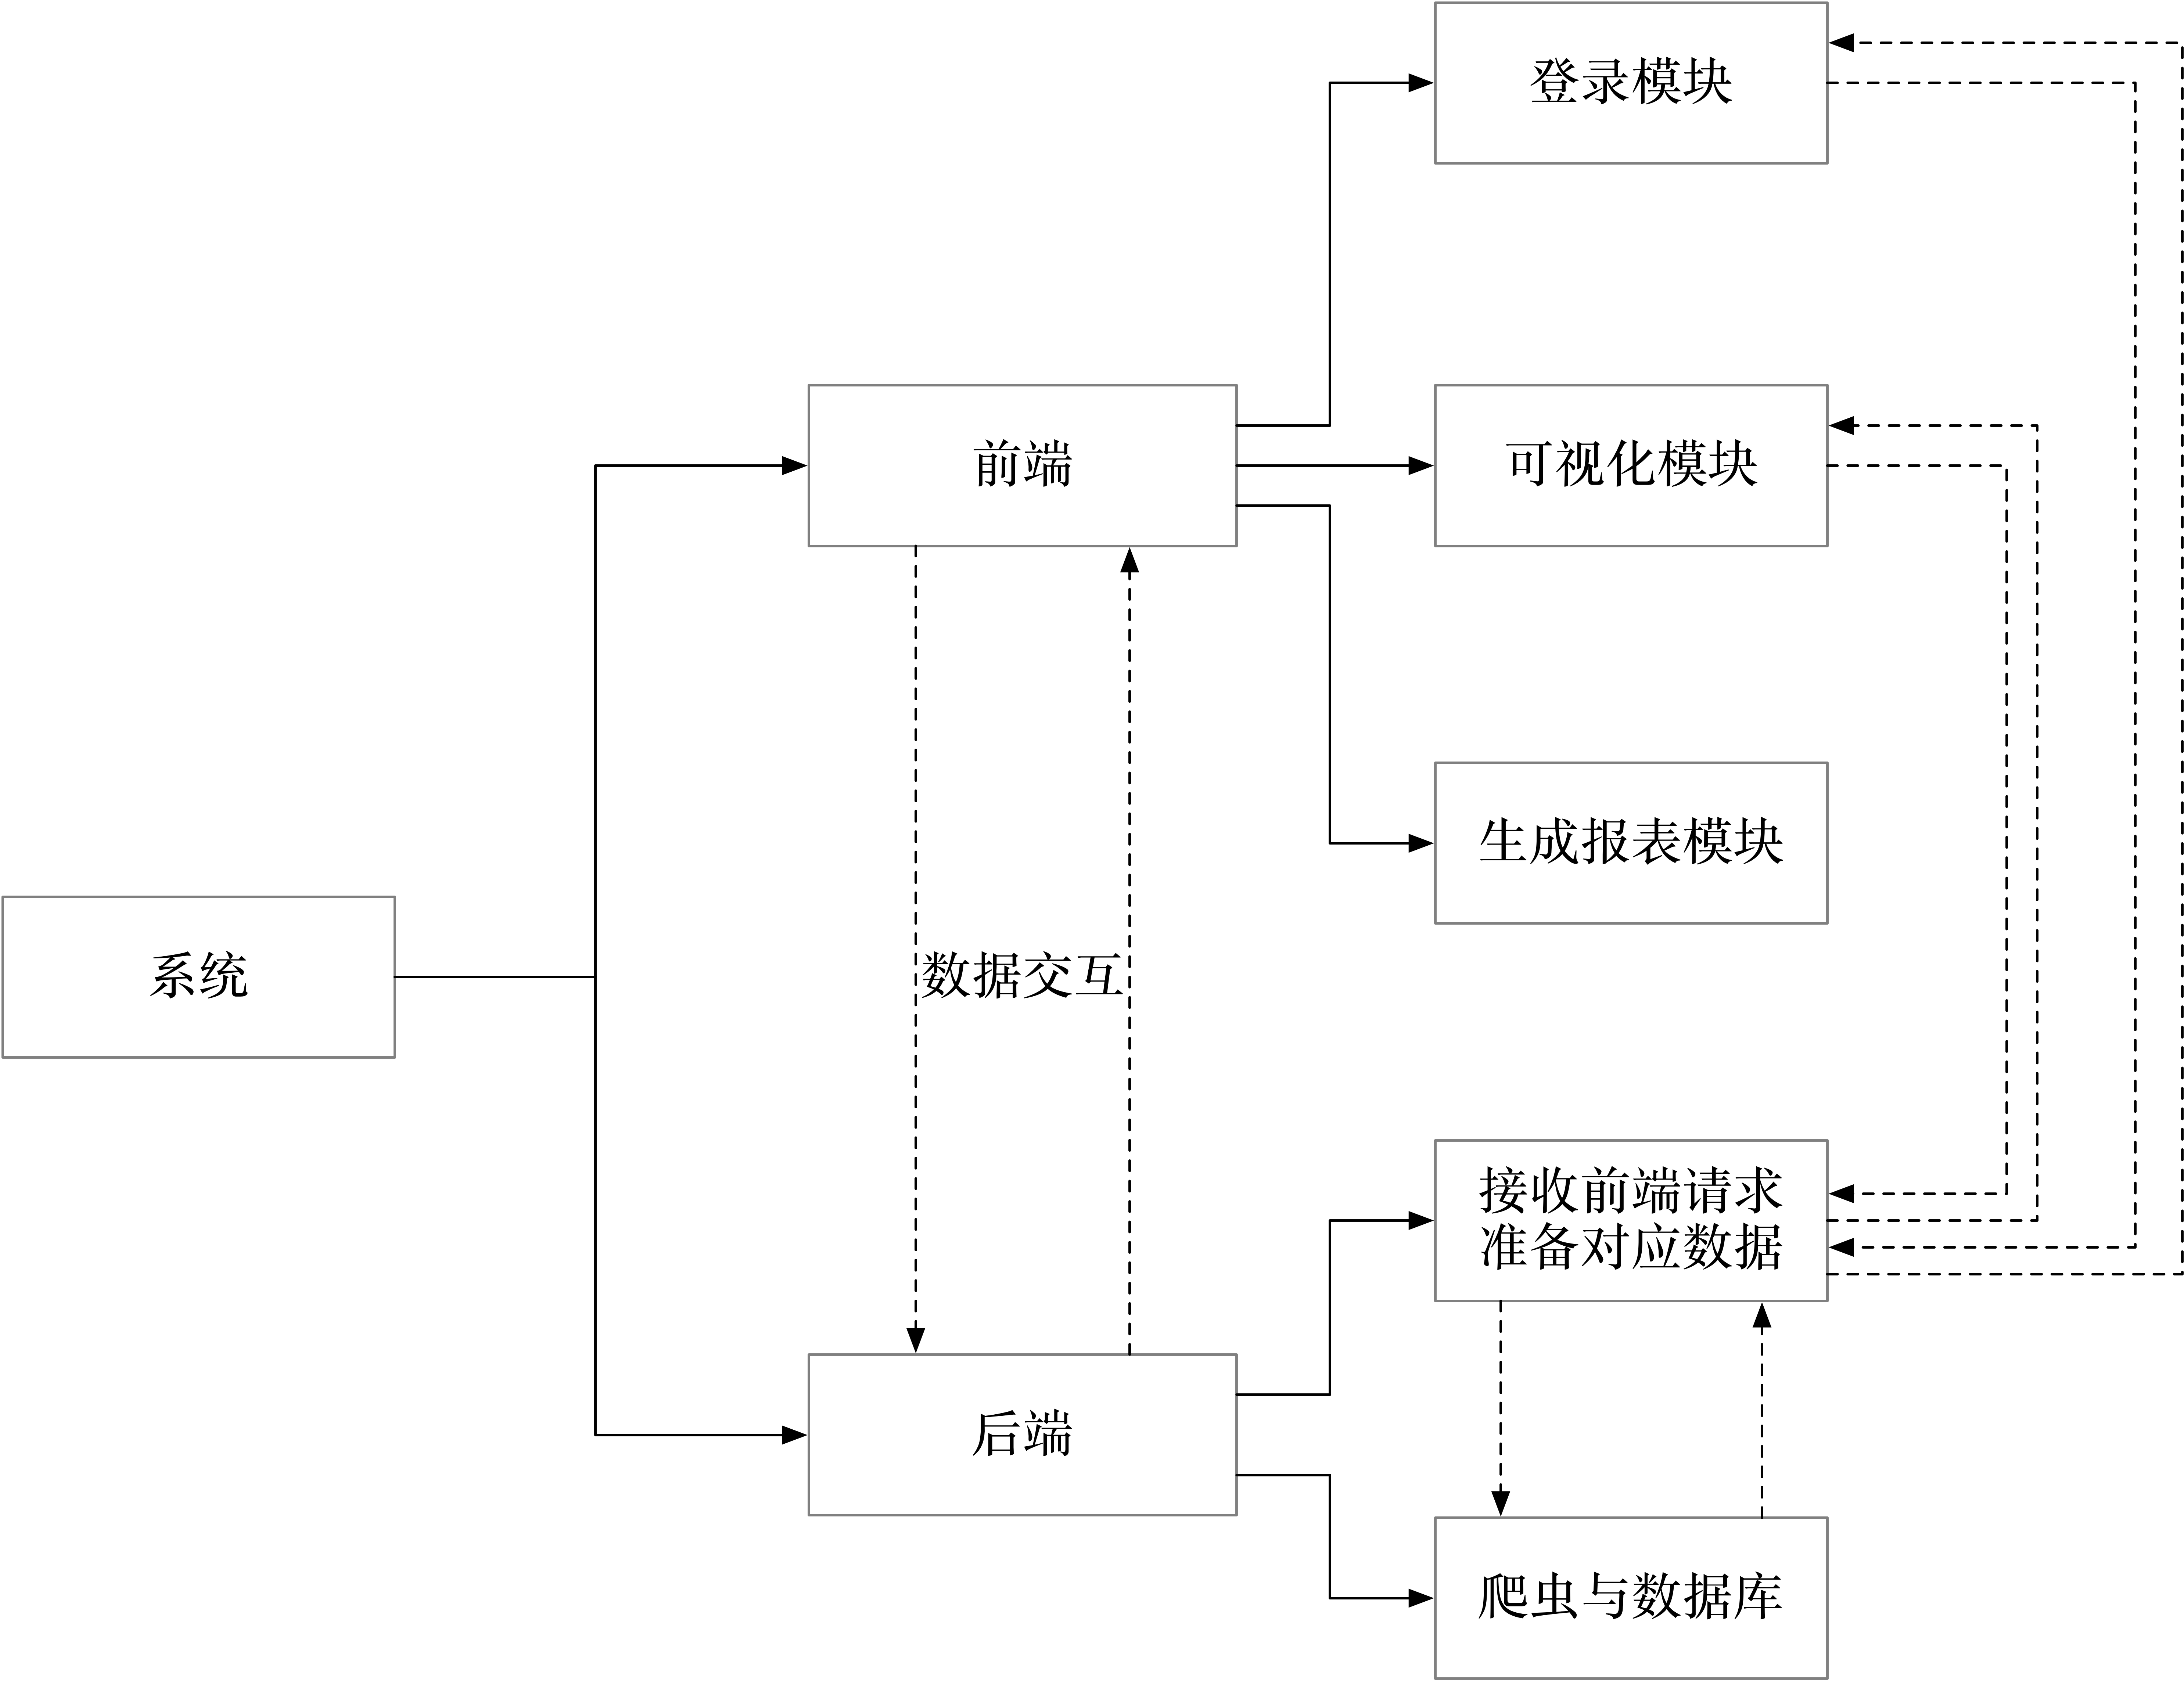 登录模块
前端
可视化模块
生成报表模块
系统
数据交互
接收前端请求
准备对应数据
后端
爬虫与数据库